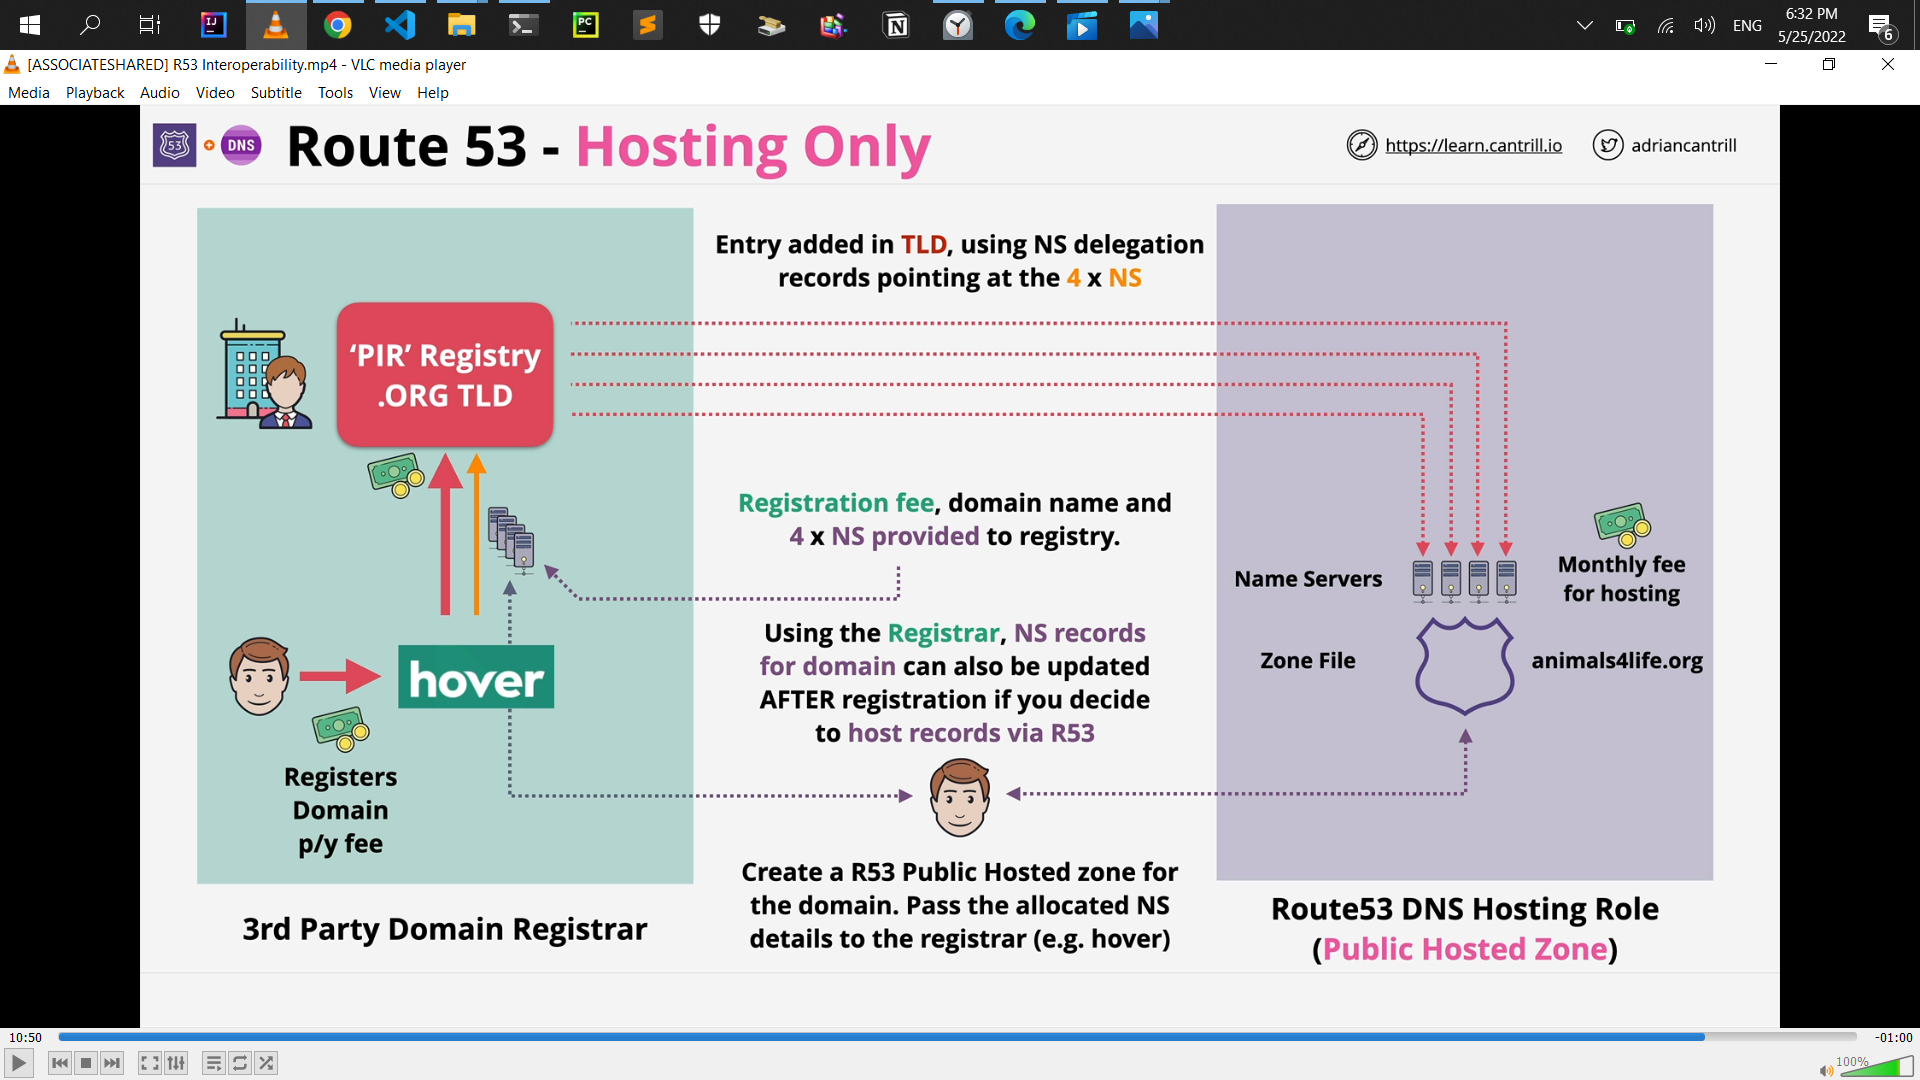 IJ
PC
ENG
6:32 PM
5/25/2022
6
[ASSOCIATESHARED] R53 Interoperability.mp4 - VLC media player
Media Playback Audio Video Subtitle Tools View Help
53
DNS
Route 53 - Hosting Only
https://learn.cantrill.io
adriancantrill
Entry added in TLD, using NS delegation
records pointing at the 4 x NS
‘PIR’ Registry
.ORG TLD
Registration fee, domain name and
4 x NS provided to registry.
Name Servers
Monthly fee
for hosting
Using the Registrar, NS records
for domain can also be updated
AFTER registration if you decide
to host records via R53
Zone File
animals4life.org
hover
Registers
Domain
p/y fee
Create a R53 Public Hosted zone for
the domain. Pass the allocated NS
details to the registrar (e.g. hover)
3rd Party Domain Registrar
Route53 DNS Hosting Role
(Public Hosted Zone)
10:50
-01:00
100%